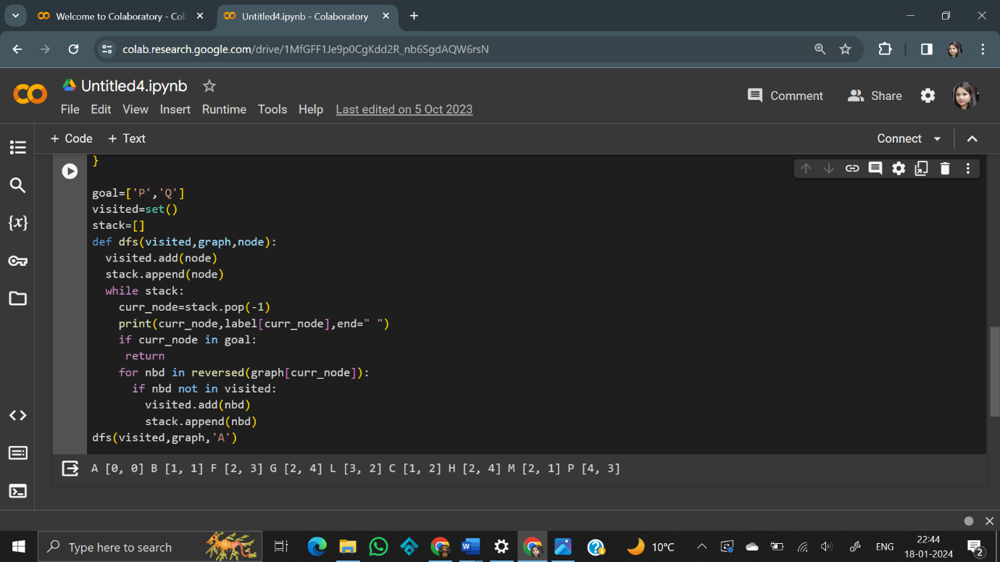 Welcome to Colaboratory - Col
Untitled4.ipynb - Colaboratory
colab.research.google.com/drive/1MfGFF1Je9p0CgKdd2R_nb6SgdAQW6rsN
CO
Untitled4.ipynb
Comment
Share
File Edit View Insert Runtime Tools Help Last edited on 5 Oct 2023
+ Code + Text
Connect
}
{x}
goal=['P','Q']
visited=set()
stack=[]
def dfs(visited,graph,node):
  visited.add(node)
  stack.append(node)
  while stack:
    curr_node=stack.pop(-1)
    print(curr_node,label[curr_node],end=" ")
    if curr_node in goal:
     return
    for nbd in reversed(graph[curr_node]):
      if nbd not in visited:
        visited.add(nbd)
        stack.append(nbd)
dfs(visited,graph,'A')
A [0, 0] B [1, 1] F [2, 3] G [2, 4] L [3, 2] C [1, 2] H [2, 4] M [2, 1] P [4, 3]
Type here to search
10°C
ENG
22:44
18-01-2024
2